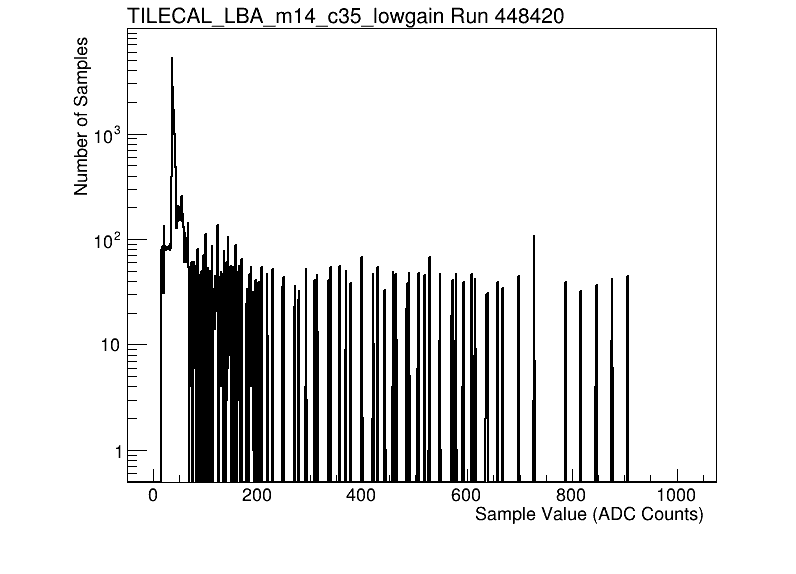 TILECAL_LBA_m14_c35_lowgain Run 448420
Number of Samples
10³
10²
10
1
0 200 400 600 800 1000
Sample Value (ADC Counts)